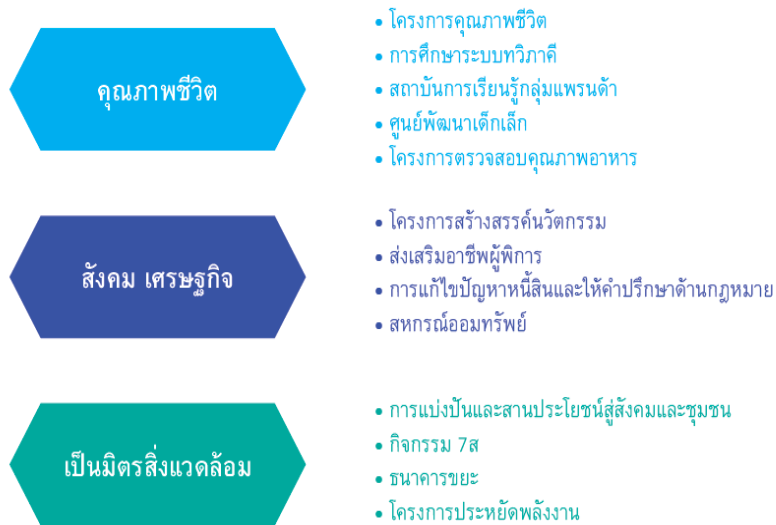 คุณภาพชีวิต
• โครงการคุณภาพชีวิต
• การศึกษาระบบทวิภาคี
• สถาบันการเรียนรู้กลุ่มแพรนด้า
• ศูนย์พัฒนาเด็กเล็ก
• โครงการตรวจสอบคุณภาพอาหาร
สังคม เศรษฐกิจ
• โครงการสร้างสรรค์นวัตกรรม
• ส่งเสริมอาชีพผู้พิการ
• การแก้ไขปัญหาหนี้สินและให้คำปรึกษาด้านกฎหมาย
• สหกรณ์ออมทรัพย์
เป็นมิตรสิ่งแวดล้อม
• การแบ่งปันและสานประโยชน์สู่สังคมและชุมชน
• กิจกรรม 7ส
• ธนาคารขยะ
• โครงการประหยัดพลังงาน